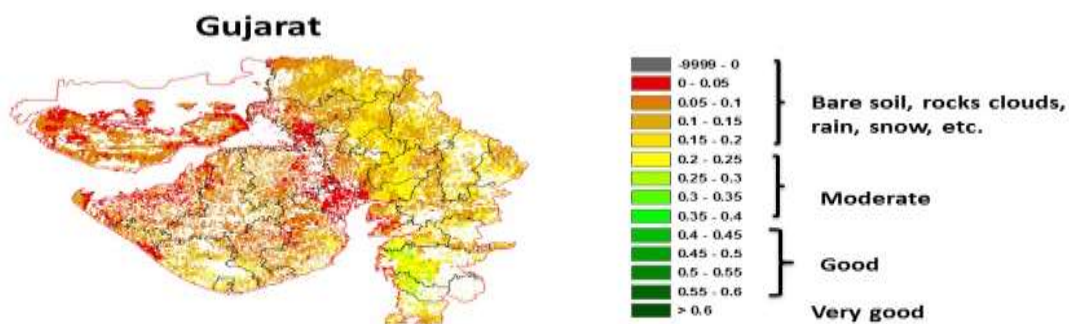 Gujarat
-9999 - 0
0 - 0.05
0.05 - 0.1
0.1 - 0.15
0.15 - 0.2
0.2 - 0.25
0.25 - 0.3
0.3 - 0.35
0.35 - 0.4
0.4 - 0.45
0.45 - 0.5
0.5 - 0.55
0.55 - 0.6
> 0.6
Bare soil, rocks clouds,
rain, snow, etc.
Moderate
Good
Very good